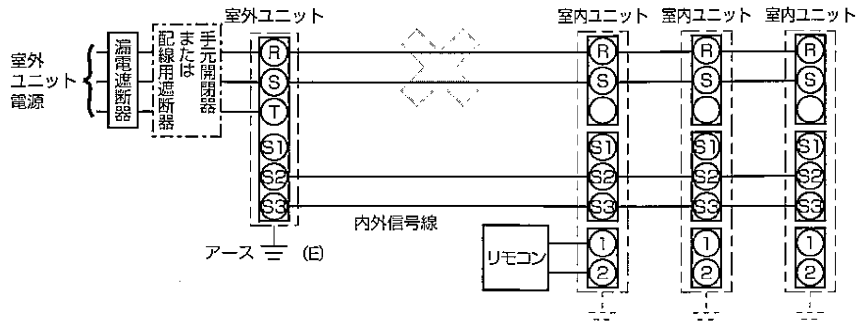 室外ユニット
室内ユニット
室内ユニット
室内ユニット
室外
ユニット
電源
漏電遮断器
手元開閉器
または
配線用遮断器
R
S
T
S1
S2
S3
R
S
S1
S2
S3
1
2
R
S
S1
S2
S3
1
2
R
S
S1
S2
S3
1
2
内外信号線
アース (E)
リモコン